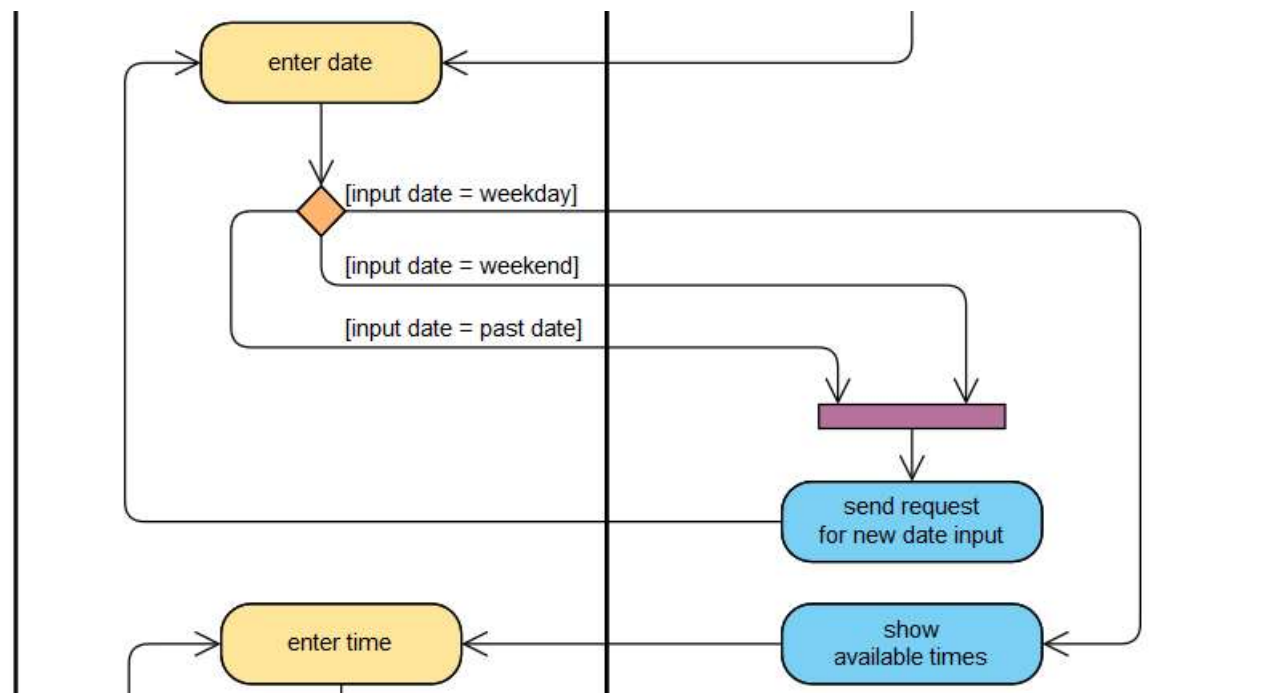 enter date
[input date = weekday]
[input date = weekend]
[input date = past date]
send request
for new date input
enter time
show
available times